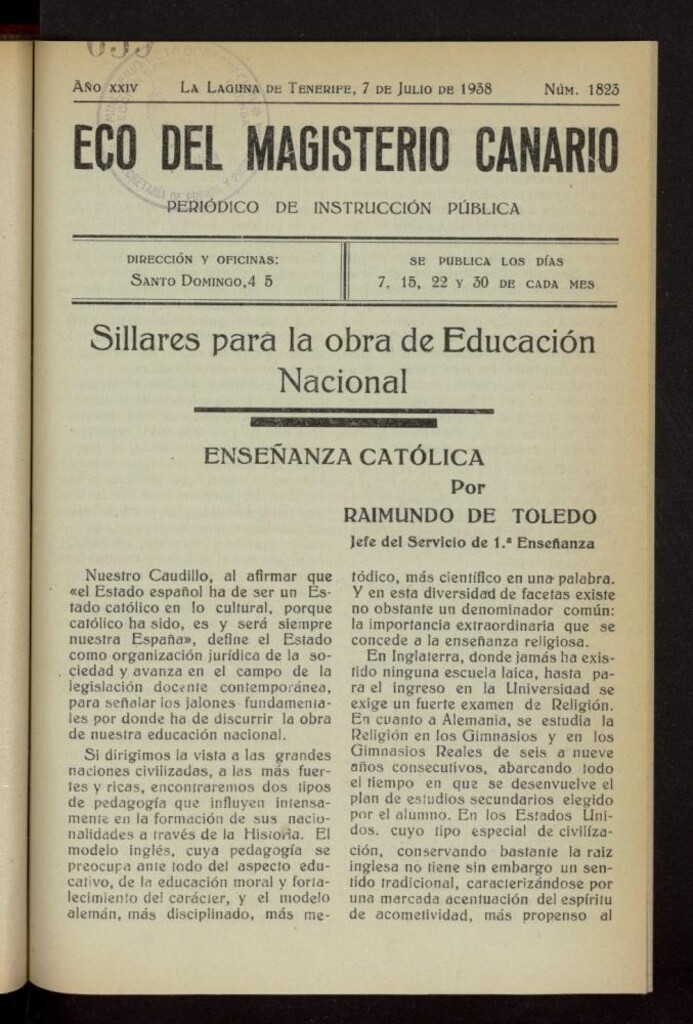 Año XXIV La Laguna de Tenerife, 7 de Julio de 1938 Núm. 1823
ECO DEL MAGISTERIO CANARIO
PERIÓDICO DE INSTRUCCIÓN PÚBLICA
DIRECCIÓN Y OFICINAS:
Santo Domingo,4 5
SE PUBLICA LOS DÍAS
7, 15, 22 Y 30 DE CADA MES
Sillares para la obra de Educación
Nacional
ENSEÑANZA CATÓLICA
Por
RAIMUNDO DE TOLEDO
Jefe del Servicio de 1.ª Enseñanza
Nuestro Caudillo, al afirmar que
«el Estado español ha de ser un Es-
tado católico en lo cultural, porque
católico ha sido, es y será siempre
nuestra España», define el Estado
como organización jurídica de la so-
ciedad y avanza en el campo de la
legislación docente contemporánea,
para señalar los jalones fundamenta-
les por donde ha de discurrir la obra
de nuestra educación nacional.
Si dirigimos la vista a las grandes
naciones civilizadas, a las más fuer-
tes y ricas, encontraremos dos tipos
de pedagogía que influyen intensa-
mente en la formación de sus nacio-
nalidades a través de la Historia. El
modelo inglés, cuya pedagogía se
preocupa ante todo del aspecto edu-
cativo, de la educación moral y forta-
lecimiento del carácter, y el modelo
alemán, más disciplinado, más me-
tódico, más científico en una palabra.
Y en esta diversidad de facetas existe
no obstante un denominador común:
la importancia extraordinaria que se
concede a la enseñanza religiosa.
En Inglaterra, donde jamás ha exis-
tido ninguna escuela laica, hasta pa-
ra el ingreso en la Universidad se
exige un fuerte examen de Religión.
En cuanto a Alemania, se estudia la
Religión en los Gimnasios y en los
Gimnasios Reales de seis a nueve
años consecutivos, abarcando todo
el tiempo en que se desenvuelve el
plan de estudios secundarios elegido
por el alumno. En los Estados Uni-
dos, cuyo tipo especial de civiliza-
ción, conservando bastante la raiz
inglesa no tiene sin embargo un sen-
tido tradicional, caracterizándose por
una marcada acentuación del espíritu
de acometividad, más propenso al